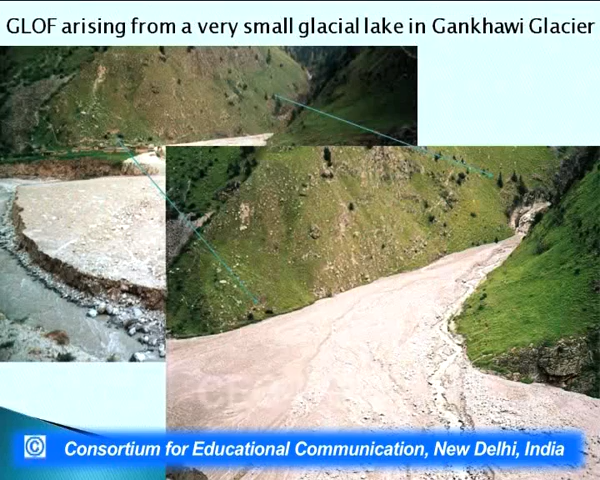 GLOF arising from a very small glacial lake in Gankhawi Glacier
© Consortium for Educational Communication, New Delhi, India